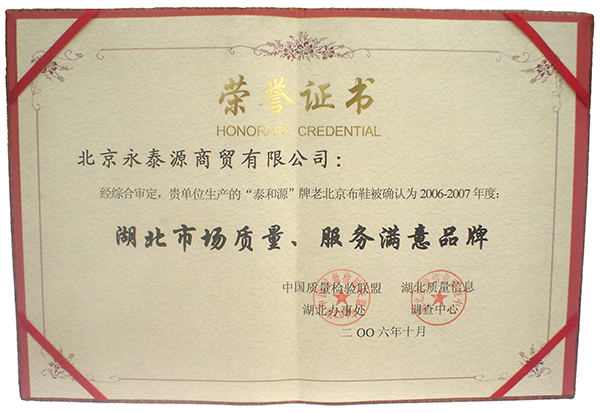 荣誉证书
HONORARY CREDENTIAL
北京永泰源商贸有限公司：
经综合审定，贵单位生产的“泰和源”牌老北京布鞋被确认为2006-2007年度：
湖北市场质量、服务满意品牌
中国质量检验联盟 湖北质量信息
湖北办事处 调查中心
二OO六年十月